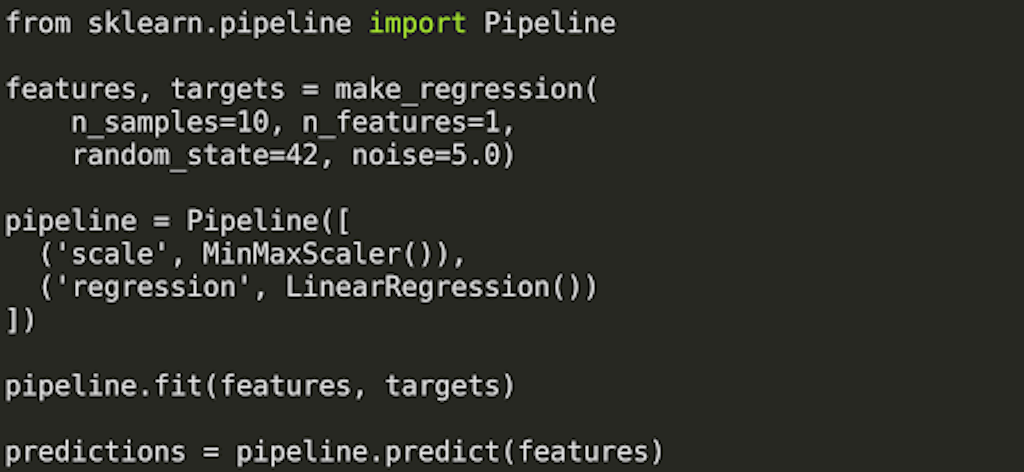 from sklearn.pipeline import Pipeline
features, targets = make_regression(
    n_samples=10, n_features=1,
    random_state=42, noise=5.0)
pipeline = Pipeline([
  ('scale', MinMaxScaler()),
  ('regression', LinearRegression())
])
pipeline.fit(features, targets)
predictions = pipeline.predict(features)